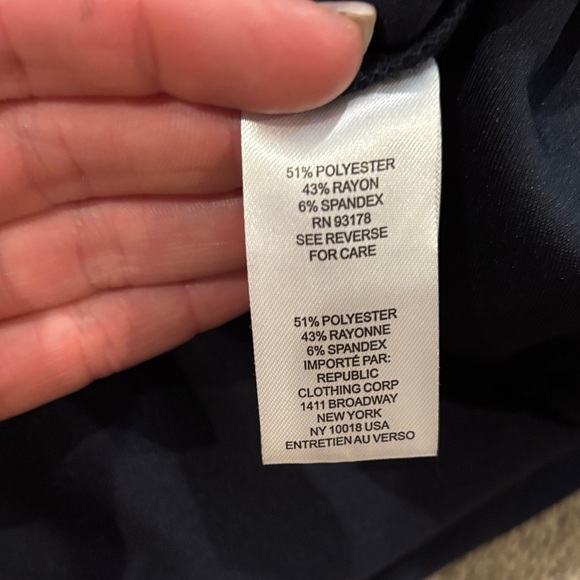 51% POLYESTER
43% RAYON
6% SPANDEX
RN 93178
SEE REVERSE
FOR CARE
51% POLYESTER
43% RAYONNE
6% SPANDEX
IMPORTÉ PAR:
REPUBLIC
CLOTHING CORP
1411 BROADWAY
NEW YORK
NY 10018 USA
ENTRETIEN AU VERSO